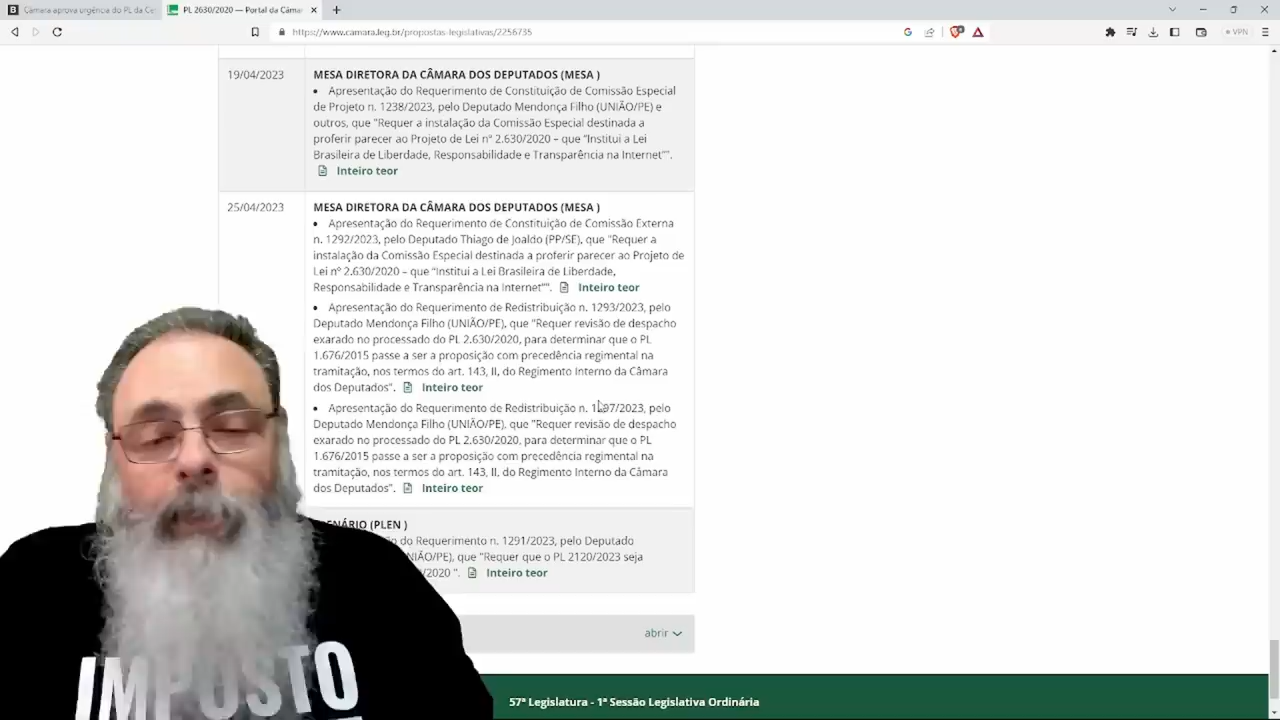 Câmara aprova urgência do PL da Ce
PL 2630/2020 — Portal da Câma
https://www.camara.leg.br/propostas-legislativas/2256735
VPN
19/04/2023
MESA DIRETORA DA CÂMARA DOS DEPUTADOS (MESA )
• Apresentação do Requerimento de Constituição de Comissão Especial
de Projeto n. 1238/2023, pelo Deputado Mendonça Filho (UNIÃO/PE) e
outros, que "Requer a instalação da Comissão Especial destinada a
proferir parecer ao Projeto de Lei nº 2.630/2020 – que “Institui a Lei
Brasileira de Liberdade, Responsabilidade e Transparência na Internet”".
Inteiro teor
25/04/2023
MESA DIRETORA DA CÂMARA DOS DEPUTADOS (MESA )
• Apresentação do Requerimento de Constituição de Comissão Externa
n. 1292/2023, pelo Deputado Thiago de Joaldo (PP/SE), que "Requer a
instalação da Comissão Especial destinada a proferir parecer ao Projeto de
Lei nº 2.630/2020 – que “Institui a Lei Brasileira de Liberdade,
Responsabilidade e Transparência na Internet”". Inteiro teor
• Apresentação do Requerimento de Redistribuição n. 1293/2023, pelo
Deputado Mendonça Filho (UNIÃO/PE), que "Requer revisão de despacho
exarado no processado do PL 2.630/2020, para determinar que o PL
1.676/2015 passe a ser a proposição com precedência regimental na
tramitação, nos termos do art. 143, II, do Regimento Interno da Câmara
dos Deputados". Inteiro teor
• Apresentação do Requerimento de Redistribuição n. 1297/2023, pelo
Deputado Mendonça Filho (UNIÃO/PE), que "Requer revisão de despacho
exarado no processado do PL 2.630/2020, para determinar que o PL
1.676/2015 passe a ser a proposição com precedência regimental na
tramitação, nos termos do art. 143, II, do Regimento Interno da Câmara
dos Deputados". Inteiro teor
ENÁRIO (PLEN )
do Requerimento n. 1291/2023, pelo Deputado
UNIÃO/PE), que "Requer que o PL 2120/2023 seja
/2020 ". Inteiro teor
abrir
57ª Legislatura - 1ª Sessão Legislativa Ordinária
IMPOSTO